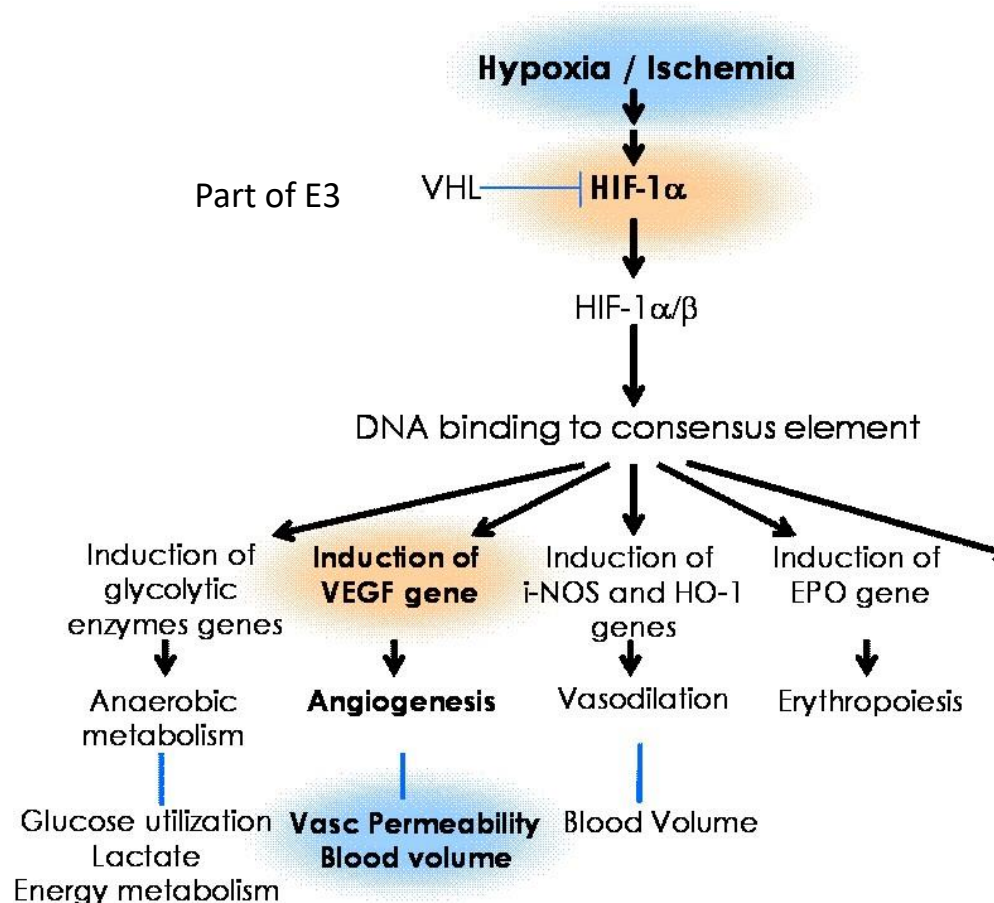 Hypoxia / Ischemia
Part of E3
VHL
HIF-1α
HIF-1α/β
DNA binding to consensus element
Induction of
glycolytic
enzymes genes
Induction of
VEGF gene
Induction of
i-NOS and HO-1
genes
Induction of
EPO gene
Anaerobic
metabolism
Angiogenesis
Vasodilation
Erythropoiesis
Glucose utilization
Lactate
Energy metabolism
Vasc Permeability
Blood volume
Blood Volume